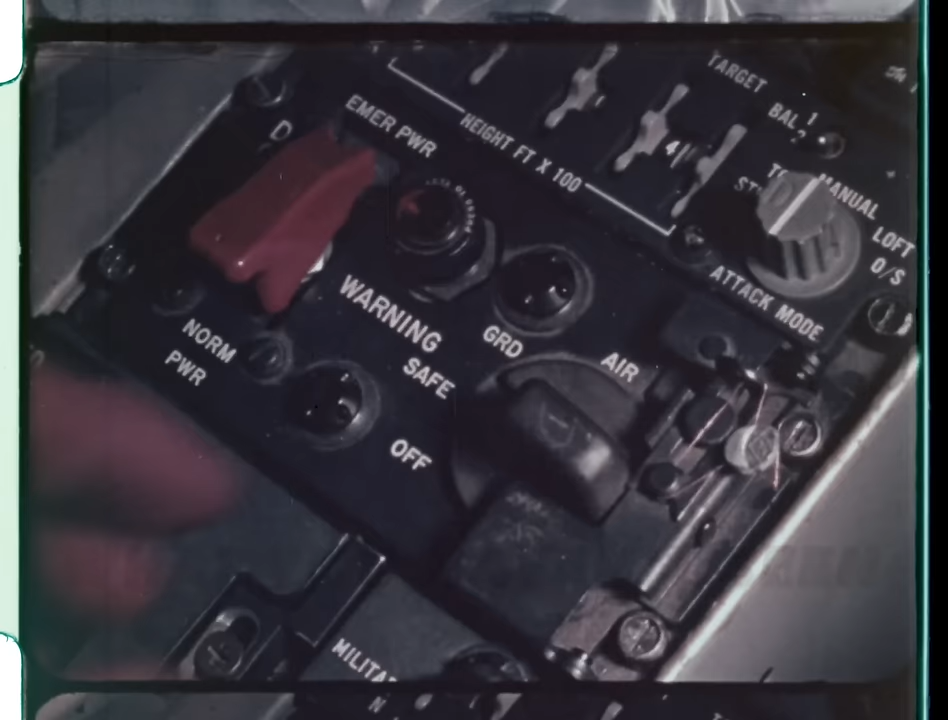 TARGET
BAL 1
2
EMER PWR
HEIGHT FT X 100
4
MANUAL
LOFT
O/S
ATTACK MODE
WARNING
NORM
PWR
SAFE
GRD
AIR
OFF